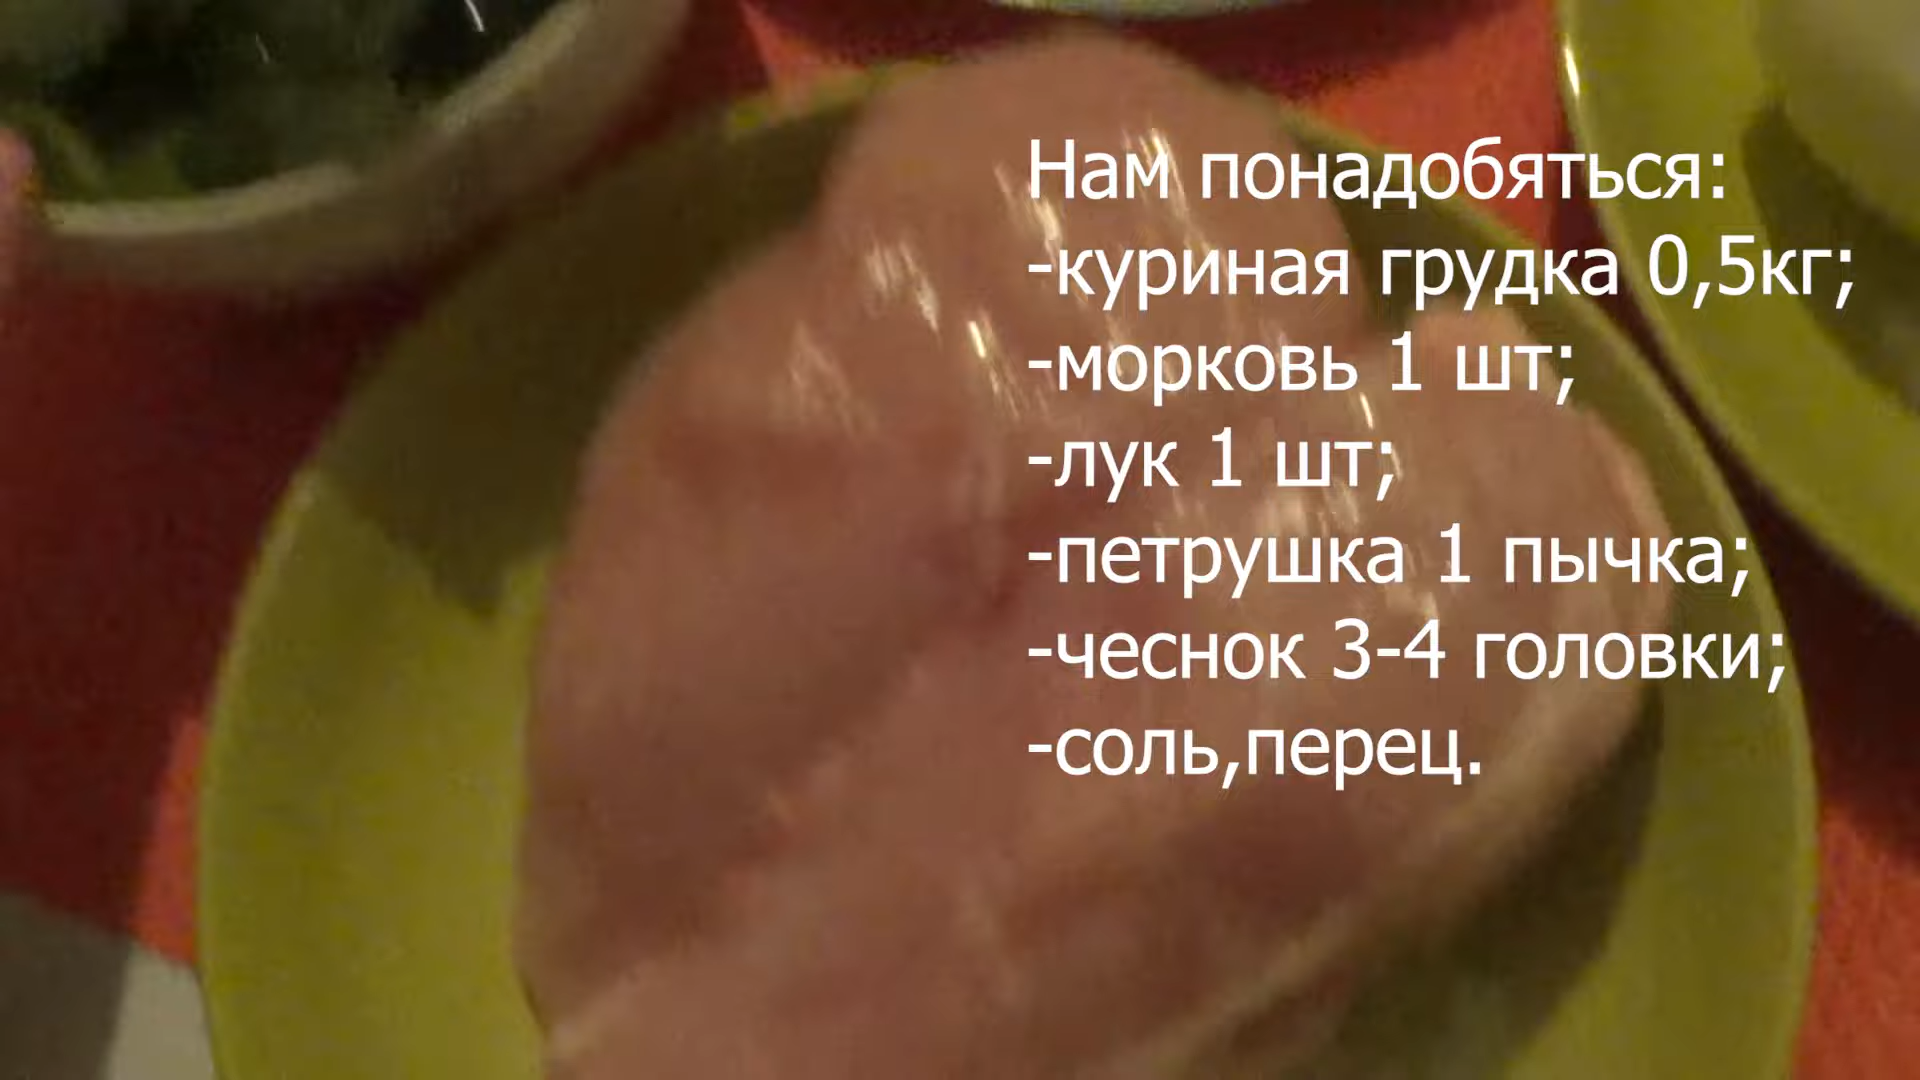 Нам понадобяться:
-куриная грудка 0,5кг;
-морковь 1 шт;
-лук 1 шт;
-петрушка 1 пычка;
-чеснок 3-4 головки;
-соль,перец.